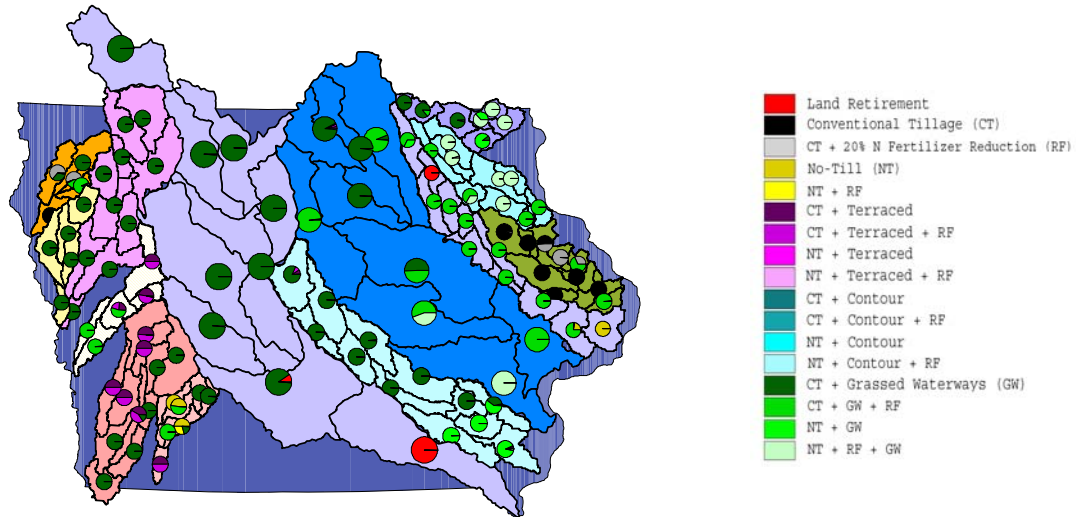 Land Retirement
Conventional Tillage (CT)
CT + 20% N Fertilizer Reduction (RF)
No-Till (NT)
NT + RF
CT + Terraced
CT + Terraced + RF
NT + Terraced
NT + Terraced + RF
CT + Contour
CT + Contour + RF
NT + Contour
NT + Contour + RF
CT + Grassed Waterways (GW)
CT + GW + RF
NT + GW
NT + RF + GW